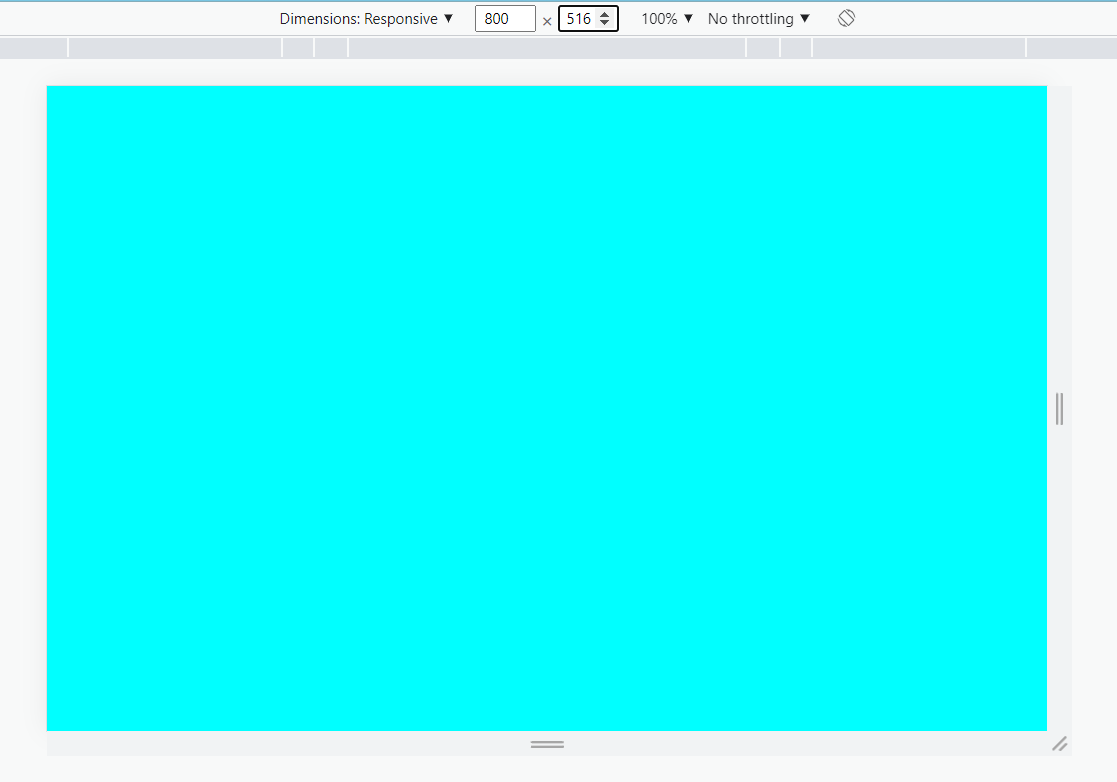 Dimensions: Responsive ▼ 800 × 516 100% ▼ No throttling ▼